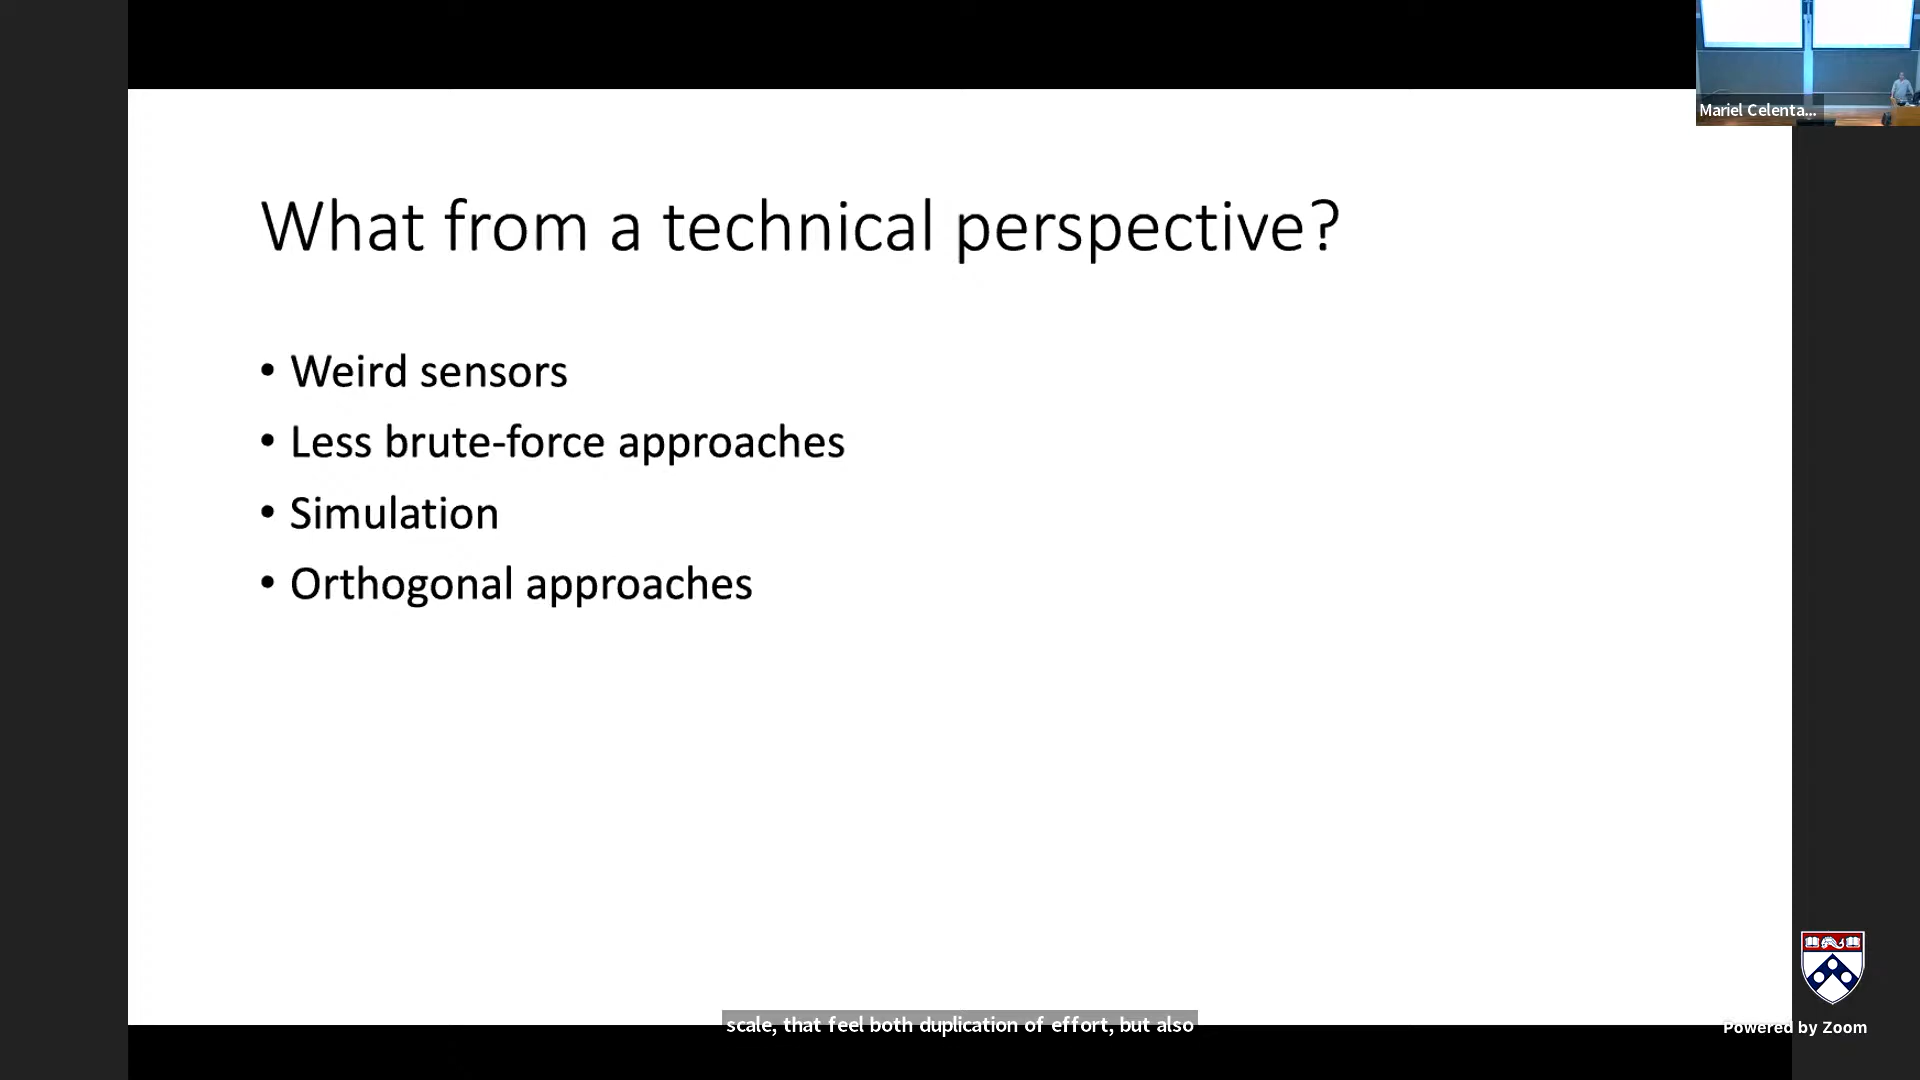 Mariel Celenta...
What from a technical perspective?
• Weird sensors
• Less brute-force approaches
• Simulation
• Orthogonal approaches
scale, that feel both duplication of effort, but also
Powered by Zoom